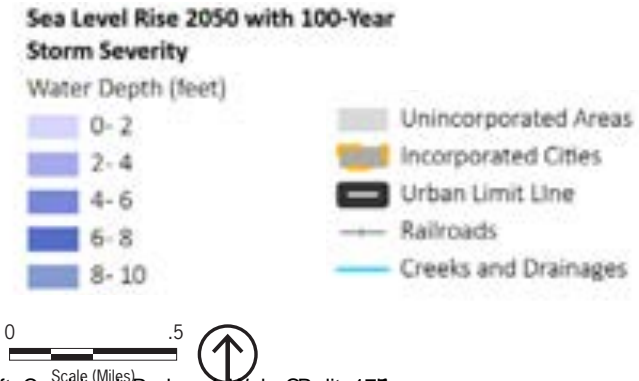 Sea Level Rise 2050 with 100-Year
Storm Severity
Water Depth (feet)
0- 2
2- 4
4- 6
6- 8
8- 10
Unincorporated Areas
Incorporated Cities
Urban Limit LIne
Railroads
Creeks and Drainages
0 .5
Scale (Miles)